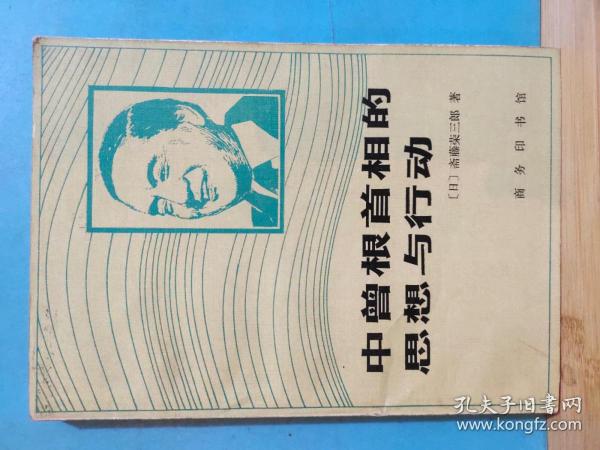 中曾根首相的
思想与行动
〔日〕斋藤荣三郎 著
商务印书馆
孔夫子旧书网
www.kongfz.com